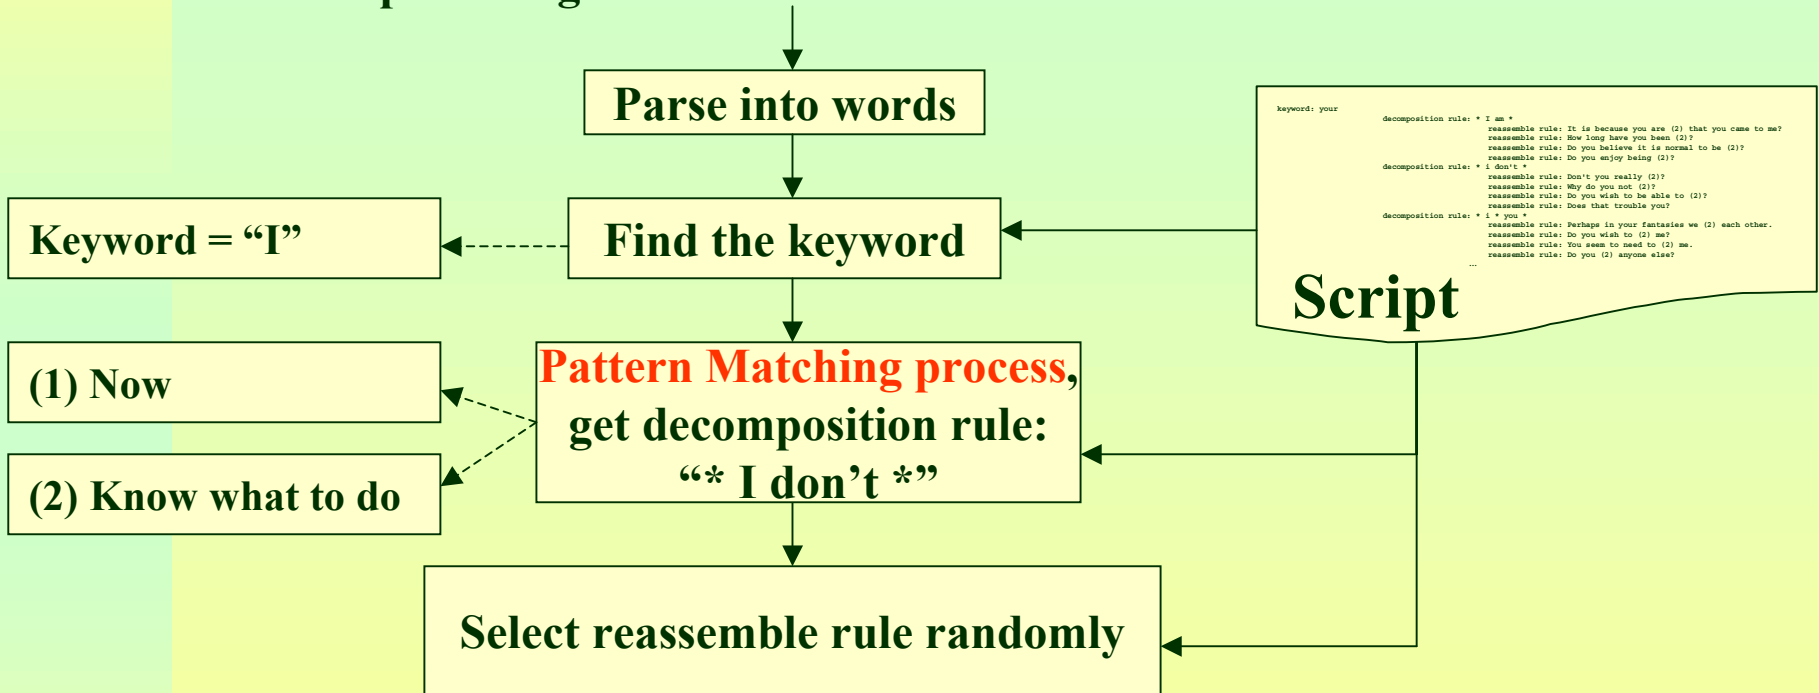 Parse into words
keyword: your
decomposition rule: * I am *
reassemble rule: It is because you are (2) that you came to me?
reassemble rule: How long have you been (2)?
reassemble rule: Do you believe it is normal to be (2)?
reassemble rule: Do you enjoy being (2)?
decomposition rule: * i don't *
reassemble rule: Don't you really (2)?
reassemble rule: Why do you not (2)?
reassemble rule: Do you wish to be able to (2)?
reassemble rule: Does that trouble you?
decomposition rule: * i * you *
reassemble rule: Perhaps in your fantasies we (2) each other.
reassemble rule: Do you wish to (2) me?
reassemble rule: You seem to need to (2) me.
reassemble rule: Do you (2) anyone else?
...
Script
Keyword = “I”
Find the keyword
(1) Now
(2) Know what to do
Pattern Matching process,
get decomposition rule:
“* I don’t *”
Select reassemble rule randomly